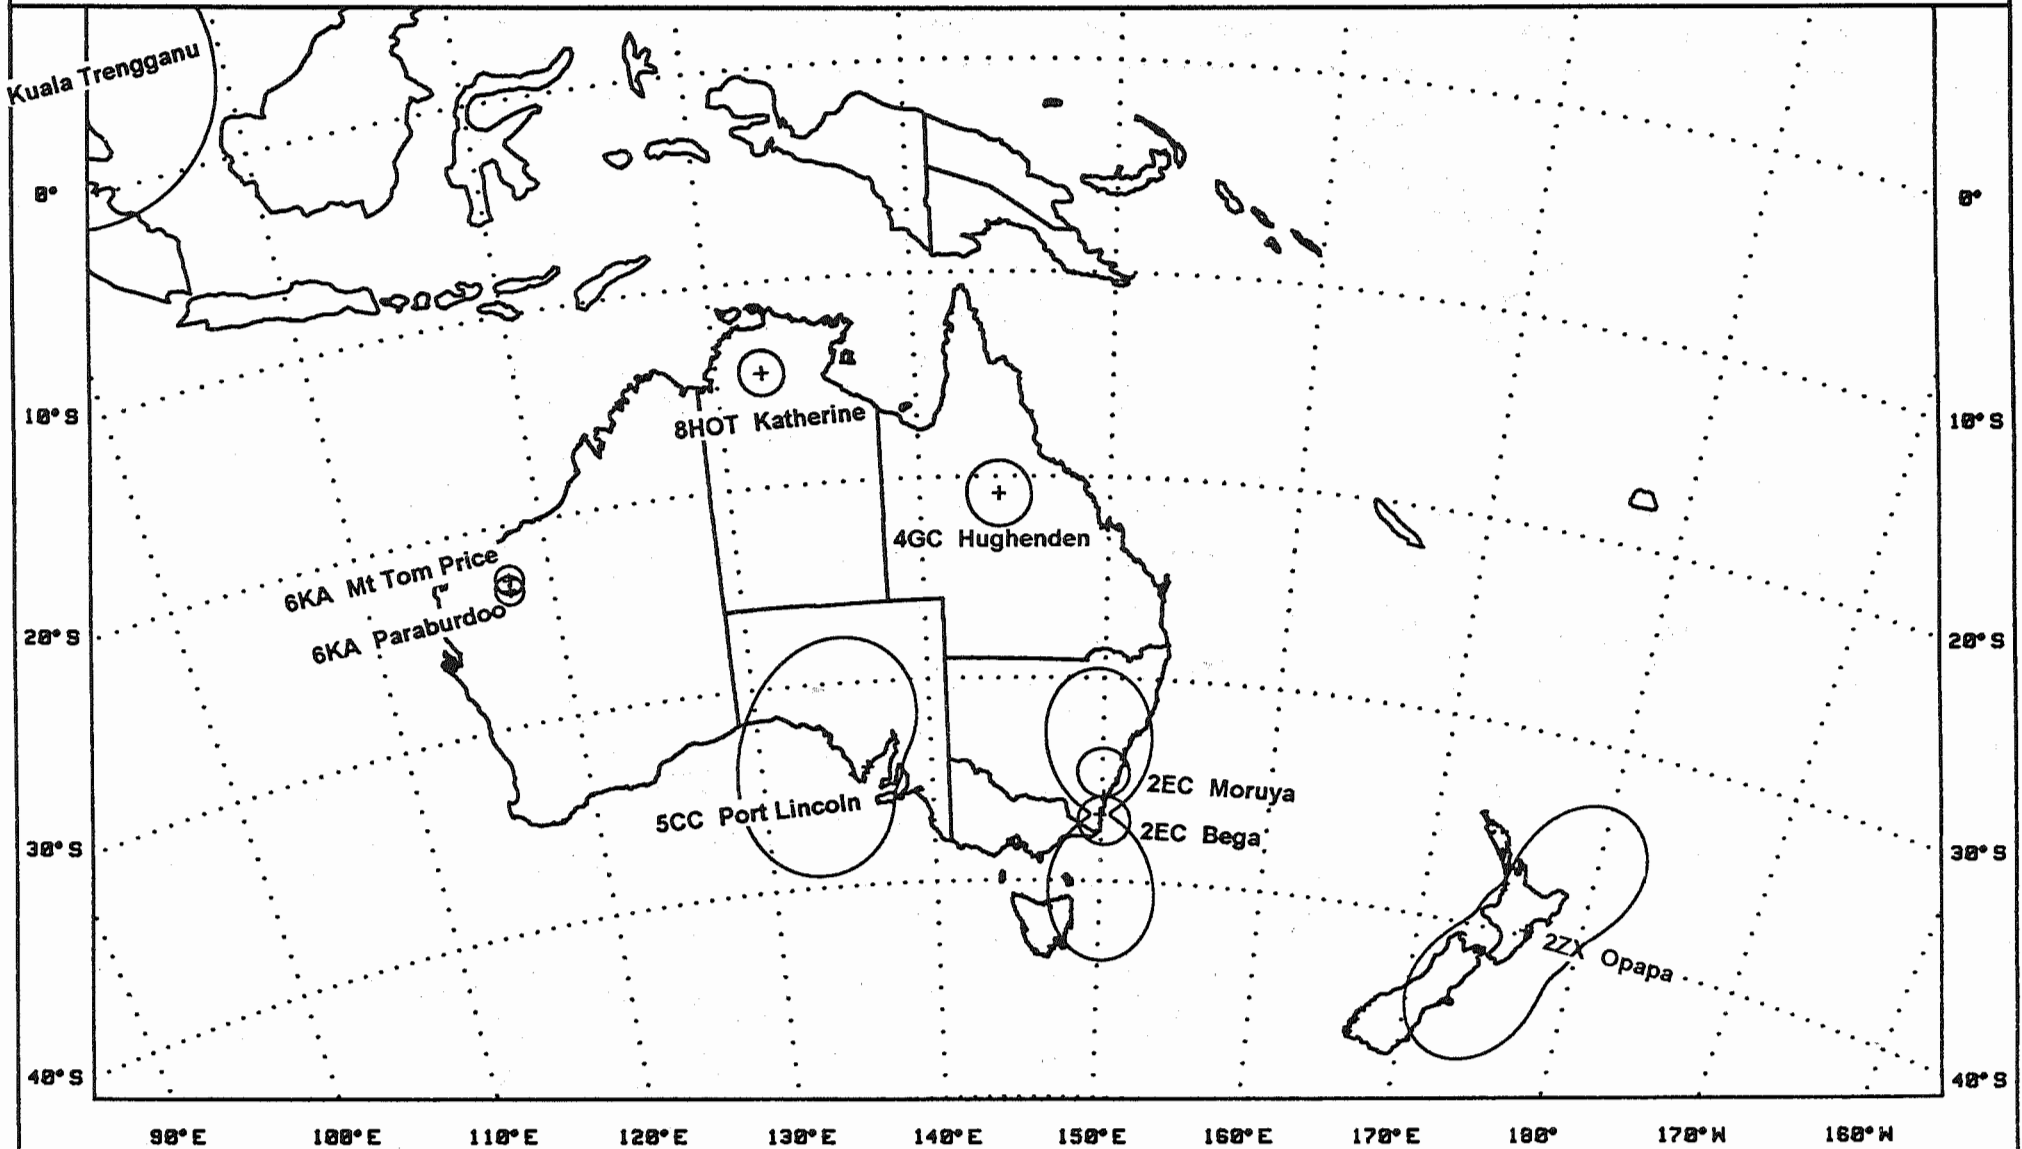 Kuala Trengganu
0° 0°
8HOT Katherine
10°S 10°S
4GC Hughenden
6KA Mt Tom Price
6KA Paraburdoo
20°S 20°S
2EC Moruya
5CC Port Lincoln
2EC Bega
30°S 30°S
2ZX Opapa
40°S 40°S
90°E 100°E 110°E 120°E 130°E 140°E 150°E 160°E 170°E 180° 170°W 160°W